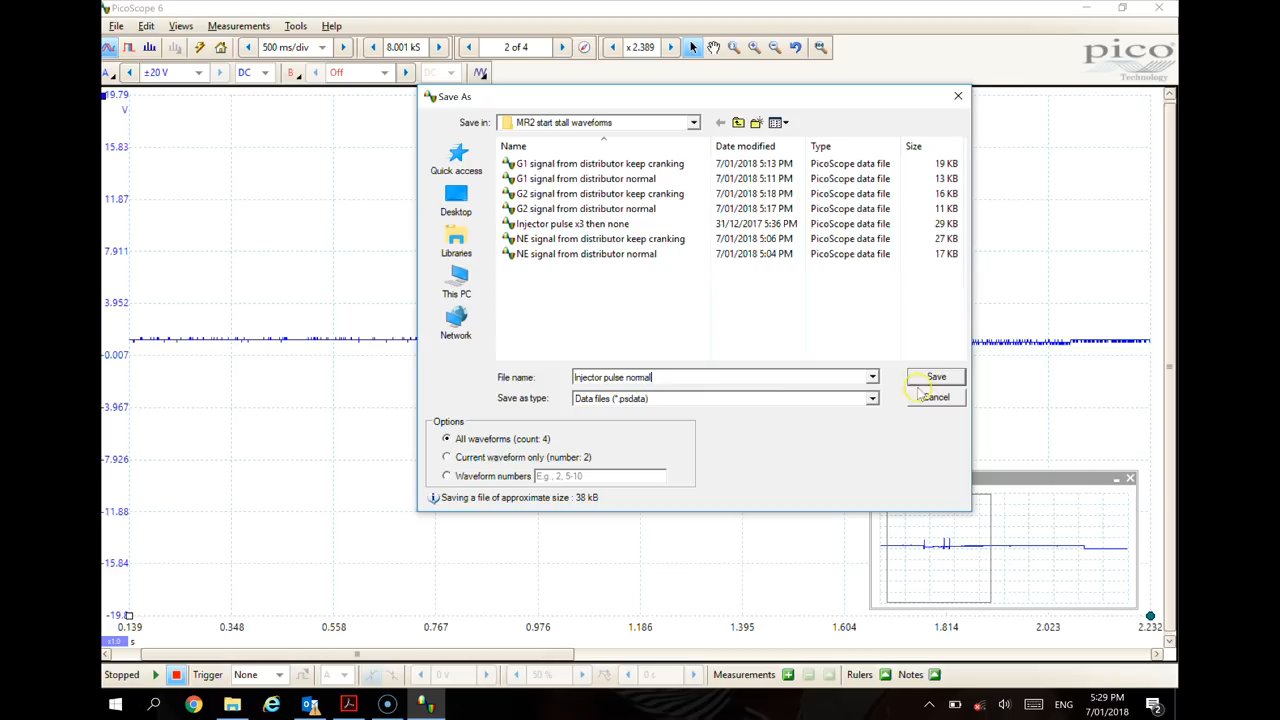 PicoScope 6
File Edit Views Measurements Tools Help
500 ms/div 8.001 kS 2 of 4 x 2.389
pico
Technology
A ±20 V DC B Off DC
Save As
Save in: MR2 start stall waveforms
Name Date modified Type Size
G1 signal from distributor keep cranking 7/01/2018 5:13 PM PicoScope data file 19 KB
G1 signal from distributor normal 7/01/2018 5:11 PM PicoScope data file 13 KB
G2 signal from distributor keep cranking 7/01/2018 5:18 PM PicoScope data file 16 KB
G2 signal from distributor normal 7/01/2018 5:17 PM PicoScope data file 11 KB
Injector pulse x3 then none 31/12/2017 5:36 PM PicoScope data file 29 KB
NE signal from distributor keep cranking 7/01/2018 5:06 PM PicoScope data file 27 KB
NE signal from distributor normal 7/01/2018 5:04 PM PicoScope data file 17 KB
Quick access
Desktop
Libraries
This PC
Network
File name: Injector pulse normal Save
Save as type: Data files (*.psdata) Cancel
Options
All waveforms (count: 4)
Current waveform only (number: 2)
Waveform numbers E.g., 2, 5-10
Saving a file of approximate size : 38 kB
19.79
V
15.83
11.87
7.911
3.952
-0.007
-3.967
-7.926
-11.88
-15.84
-19.8
0.139 0.348 0.558 0.767 0.976 1.186 1.395 1.604 1.814 2.023 2.232
x1.0 s
Stopped Trigger None A 0 V 50 % 0 s Measurements Rulers Notes
ENG 5:29 PM
7/01/2018
2